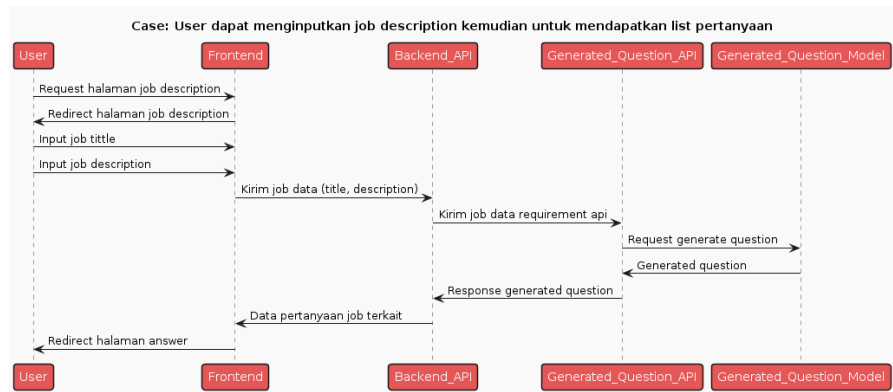 Case: User dapat menginputkan job description kemudian untuk mendapatkan list pertanyaan
User Frontend Backend_API Generated_Question_API Generated_Question_Model
Request halaman job description
Redirect halaman job description
Input job tittle
Input job description
Kirim job data (title, description)
Kirim job data requirement api
Request generate question
Generated question
Response generated question
Data pertanyaan job terkait
Redirect halaman answer
User Frontend Backend_API Generated_Question_API Generated_Question_Model